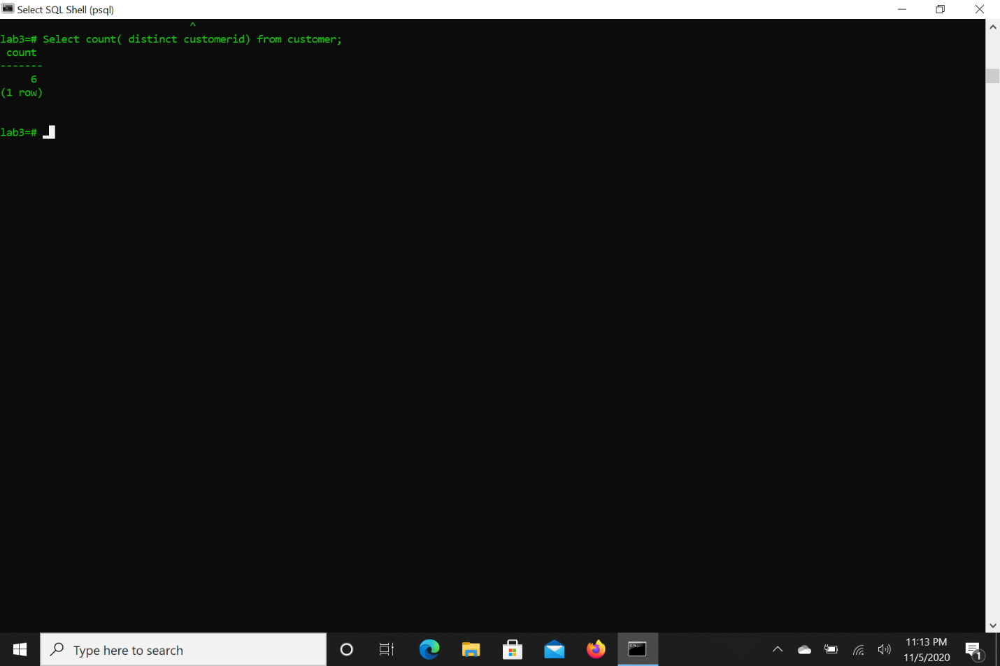 Select SQL Shell (psql)
^
lab3=# Select count( distinct customerid) from customer;
count
-------
6
(1 row)
lab3=#
Type here to search
11:13 PM
11/5/2020
1